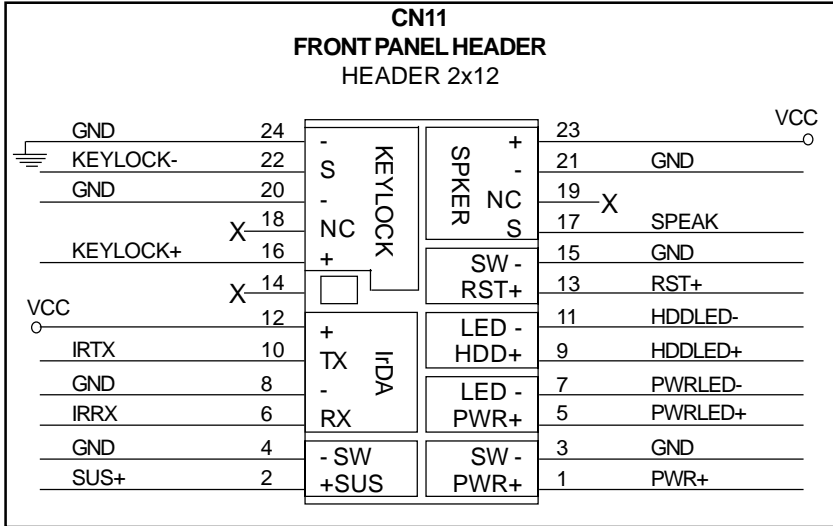 CN11
FRONT PANEL HEADER
HEADER 2x12
VCC
GND 24 - + 23
KEYLOCK- 22 S - 21 GND
GND 20 - NC 19 X
X 18 NC S 17 SPEAK
KEYLOCK+ 16 + SW - 15 GND
KEYLOCK
SPKER
X 14 RST+ 13 RST+
VCC
12 + LED - 11 HDDLED-
IRTX 10 TX HDD+ 9 HDDLED+
IrDA
GND 8 - LED - 7 PWRLED-
IRRX 6 RX PWR+ 5 PWRLED+
GND 4 - SW SW - 3 GND
SUS+ 2 +SUS PWR+ 1 PWR+